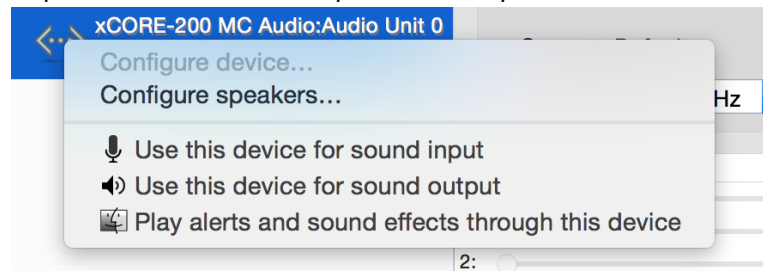 xCORE-200 MC Audio:Audio Unit 0
Configure device...
Configure speakers...
Hz
Use this device for sound input
Use this device for sound output
Play alerts and sound effects through this device
2: